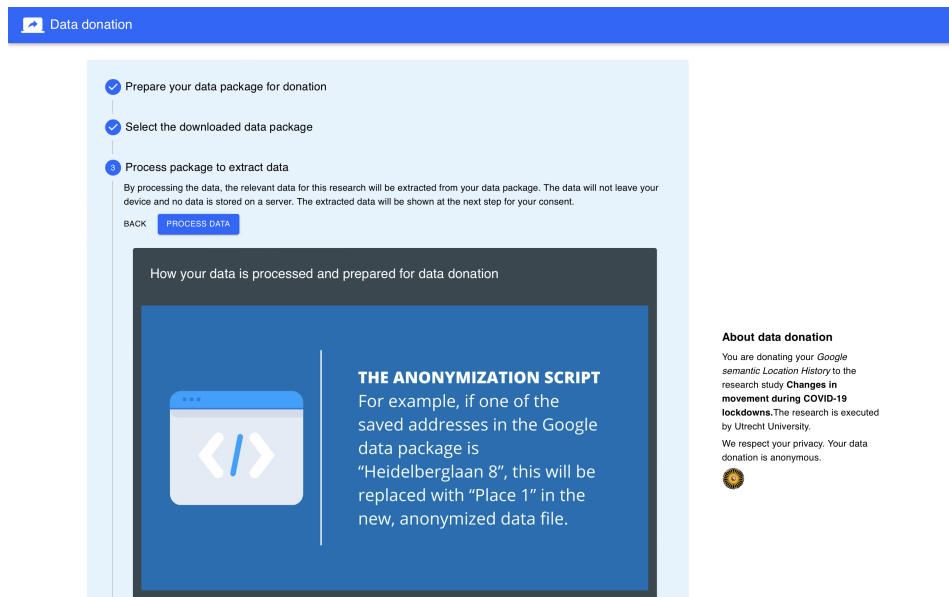 Data donation
Prepare your data package for donation
Select the downloaded data package
3 Process package to extract data
By processing the data, the relevant data for this research will be extracted from your data package. The data will not leave your
device and no data is stored on a server. The extracted data will be shown at the next step for your consent.
BACK PROCESS DATA
How your data is processed and prepared for data donation
THE ANONYMIZATION SCRIPT
For example, if one of the
saved addresses in the Google
data package is
“Heidelberglaan 8”, this will be
replaced with “Place 1” in the
new, anonymized data file.
About data donation
You are donating your Google
semantic Location History to the
research study Changes in
movement during COVID-19
lockdowns.The research is executed
by Utrecht University.
We respect your privacy. Your data
donation is anonymous.